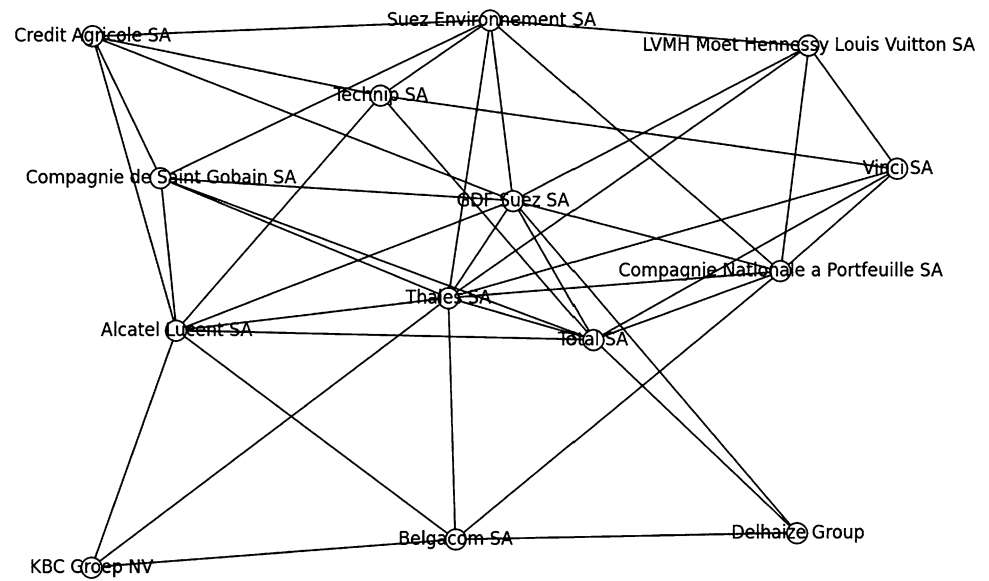 Suez Environnement SA
Credit Agricole SA
LVMH Moet Hennessy Louis Vuitton SA
Technip SA
Vinci SA
Compagnie de Saint Gobain SA
GDF Suez SA
Compagnie Nationale a Portfeuille SA
Thales SA
Alcatel Lucent SA
Total SA
Delhaize Group
Belgacom SA
KBC Groep NV